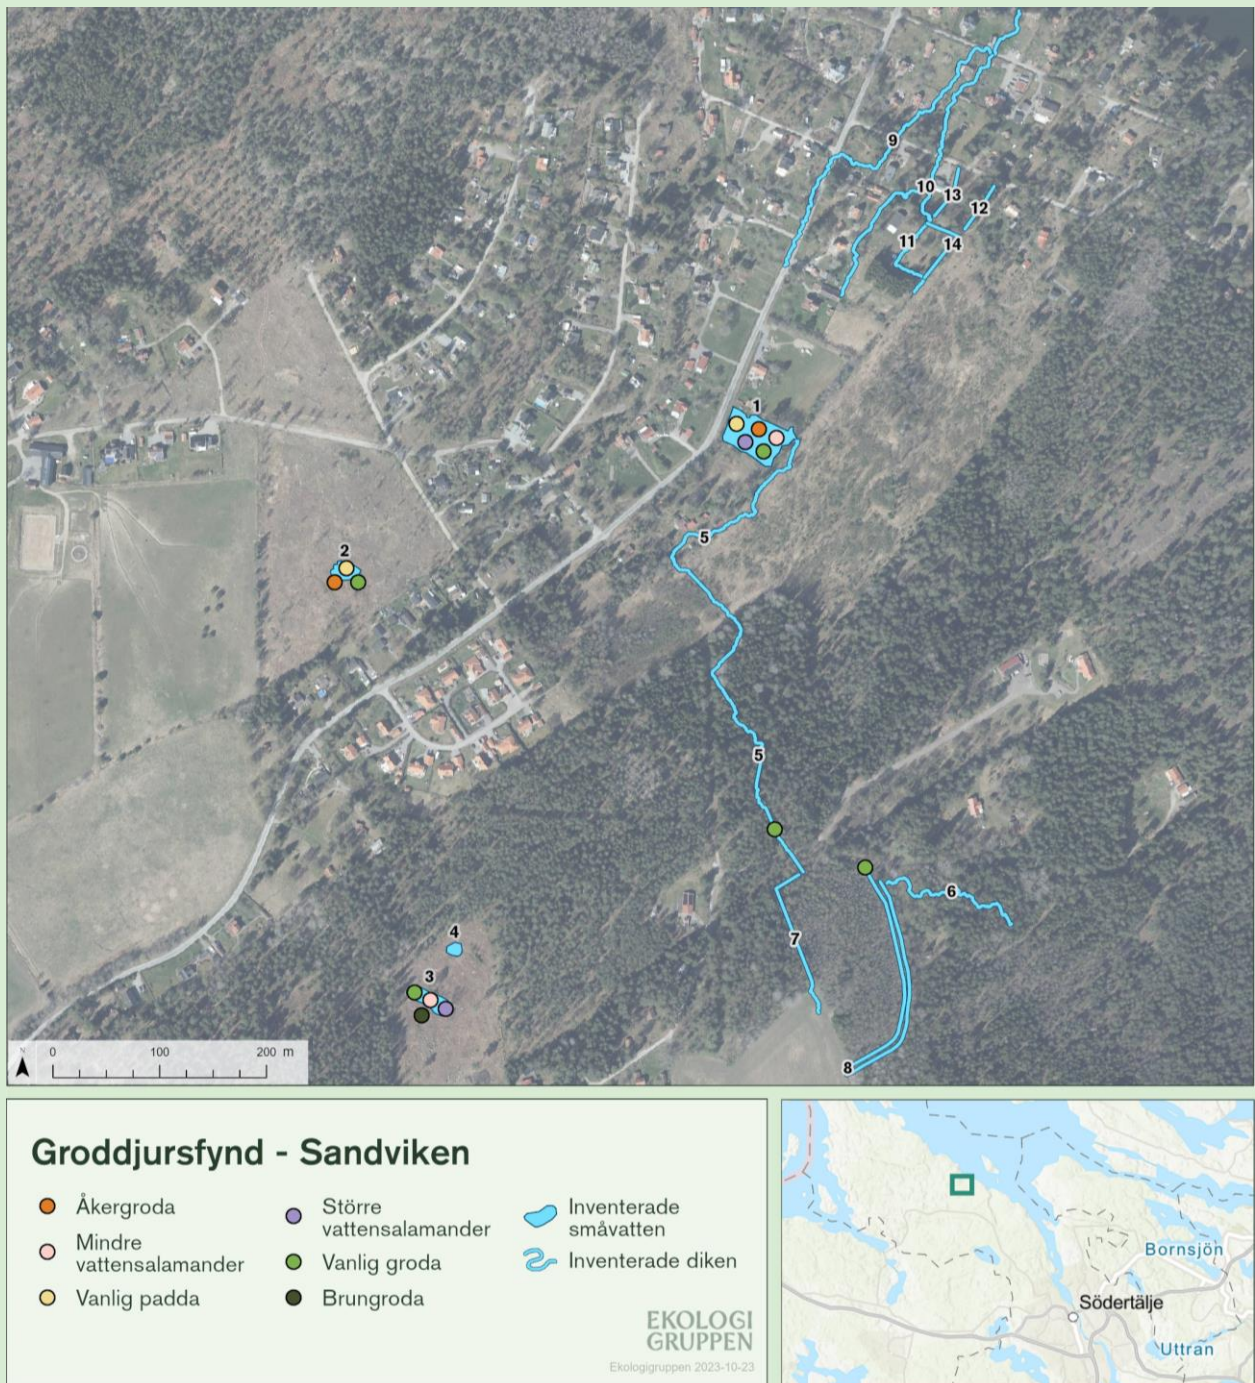 9
10
13
12
11
14
1
5
2
5
6
4
7
3
8
N
0 100 200 m
Groddjursfynd - Sandviken
Åkergroda
Mindre
vattensalamander
Vanlig padda
Större
vattensalamander
Vanlig groda
Brungroda
Inventerade
småvatten
Inventerade diken
EKOLOGI
GRUPPEN
Ekologigruppen 2023-10-23
Bornsjön
Södertälje
Uttran